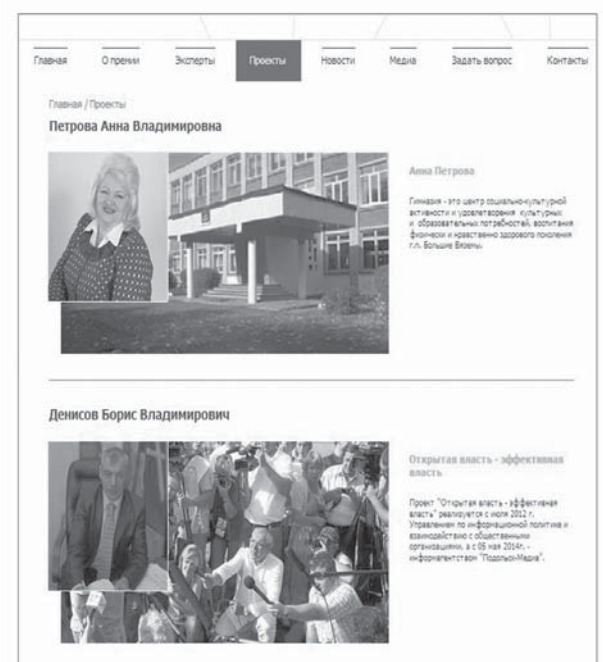 Главная О премии Эксперты Проекты Новости Медиа Задать вопрос Контакты
Главная / Проекты
Петрова Анна Владимировна
Анна Петрова
Гимназия - это центр социально-культурной
активности и удовлетворения культурных
и образовательных потребностей, воспитания
физически и нравственно здорового поколения
г.п. Большие Вяземы.
Денисов Борис Владимирович
Открытая власть - эффективная
власть
Проект "Открытая власть - эффективная
власть" реализуется с июля 2012 г.
Управлением по информационной политике и
взаимодействию с общественными
организациями, а с 05 мая 2014г. -
информагентством "Подольск-Медиа".